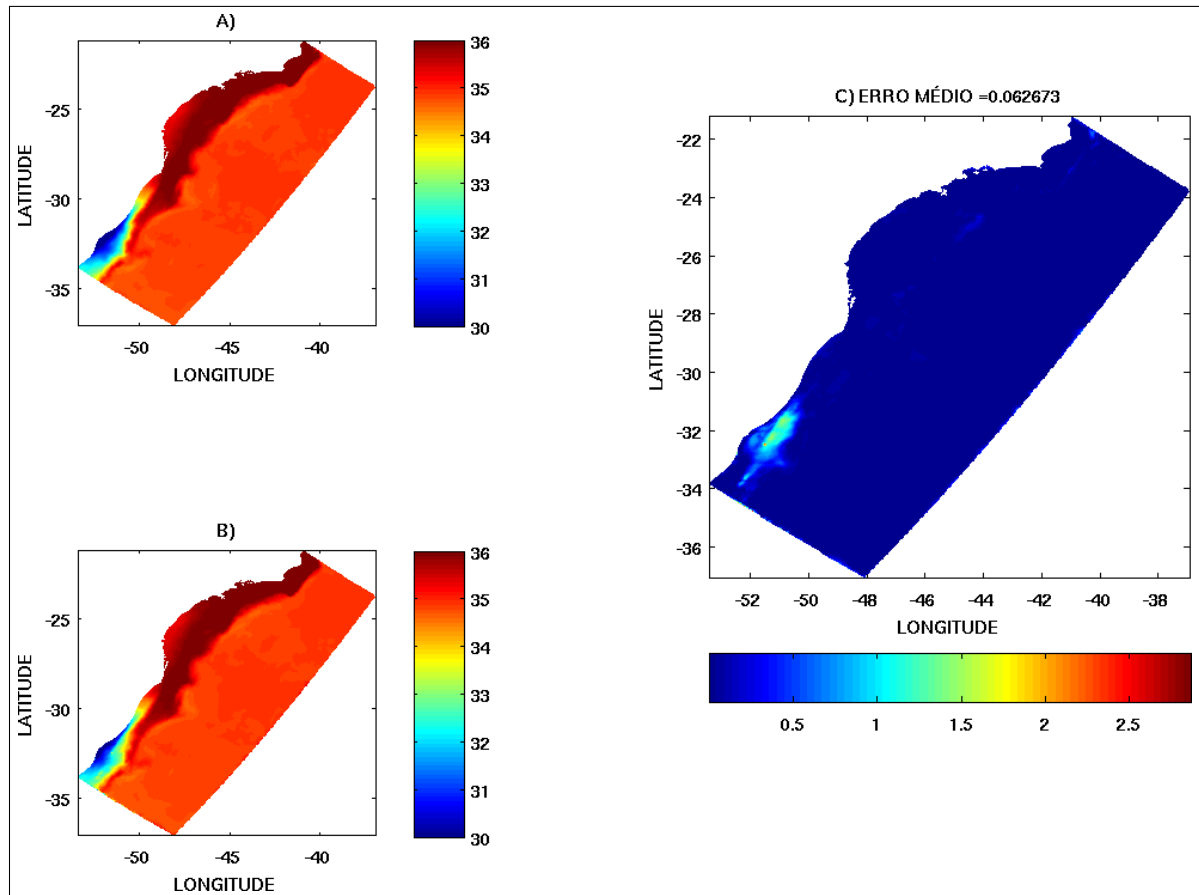 A)
36
35
34
33
32
31
30
-25
-30
-35
LATITUDE
-50 -45 -40
LONGITUDE
B)
36
35
34
33
32
31
30
-25
-30
-35
LATITUDE
-50 -45 -40
LONGITUDE
C) ERRO MÉDIO =0.062673
-22
-24
-26
-28
-30
-32
-34
-36
LATITUDE
-52 -50 -48 -46 -44 -42 -40 -38
LONGITUDE
0.5 1 1.5 2 2.5